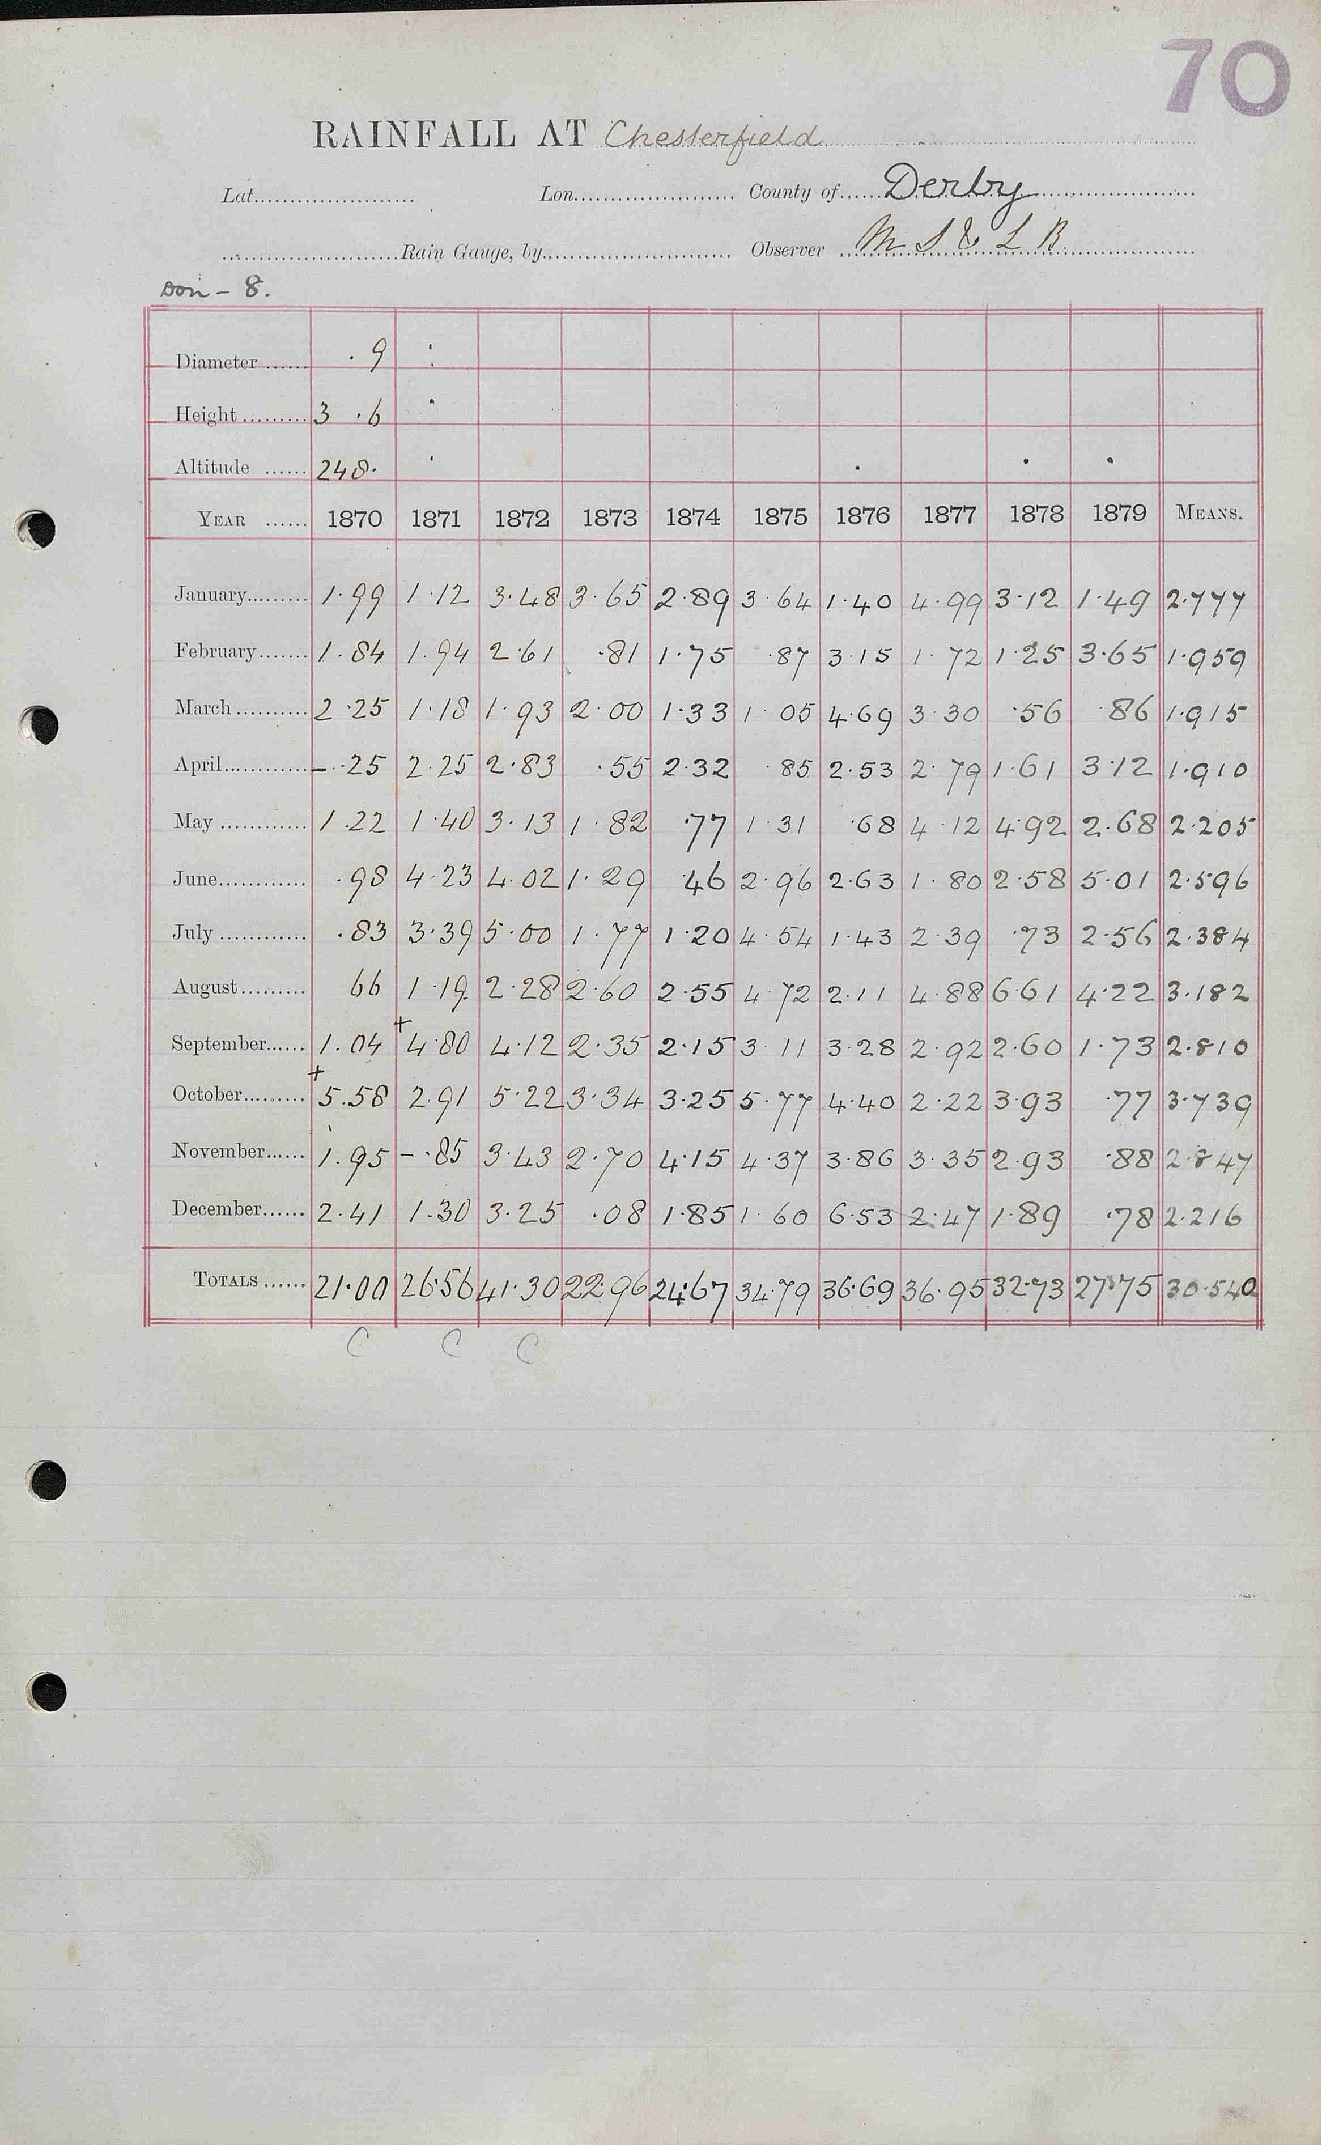 70
RAINFALL AT Chesterfield
Lat. Lon. County of Derby
Rain Gauge, by Observer M S & L R
Don - 8.
Diameter ·9
Height 3 ·6
Altitude 248·
YEAR 1870 1871 1872 1873 1874 1875 1876 1877 1878 1879 MEANS.
January 1·99 1·12 3·48 3·65 2·89 3·64 1·40 4·99 3·12 1·49 2·777
February 1·84 1·94 2·61 ·81 1·75 ·87 3·15 1·72 1·25 3·65 1·959
March 2·25 1·18 1·93 2·00 1·33 1·05 4·69 3·30 ·56 ·86 1·915
April - ·25 2·25 2·83 ·55 2·32 ·85 2·53 2·79 1·61 3·12 1·910
May 1·22 1·40 3·13 1·82 ·77 1·31 ·68 4·12 4·92 2·68 2·205
June ·98 4·23 4·02 1·29 ·46 2·96 2·63 1·80 2·58 5·01 2·596
July ·83 3·39 5·00 1·77 1·20 4·54 1·43 2·39 ·73 2·56 2·384
August 66 1·19 2·28 2·60 2·55 4·72 2·11 4·88 6·61 4·22 3·182
September 1·04 +4·80 4·12 2·35 2·15 3·11 3·28 2·92 2·60 1·73 2·810
October +5·58 2·91 5·22 3·34 3·25 5·77 4·40 2·22 3·93 ·77 3·739
November 1·95 - ·85 3·43 2·70 4·15 4·37 3·86 3·35 2·93 ·88 2·847
December 2·41 1·30 3·25 ·08 1·85 1·60 6·53 2·47 1·89 ·78 2·216
TOTALS 21·00 26·56 41·30 22·96 24·67 34·79 36·69 36·95 32·73 27·75 30·540
C C C